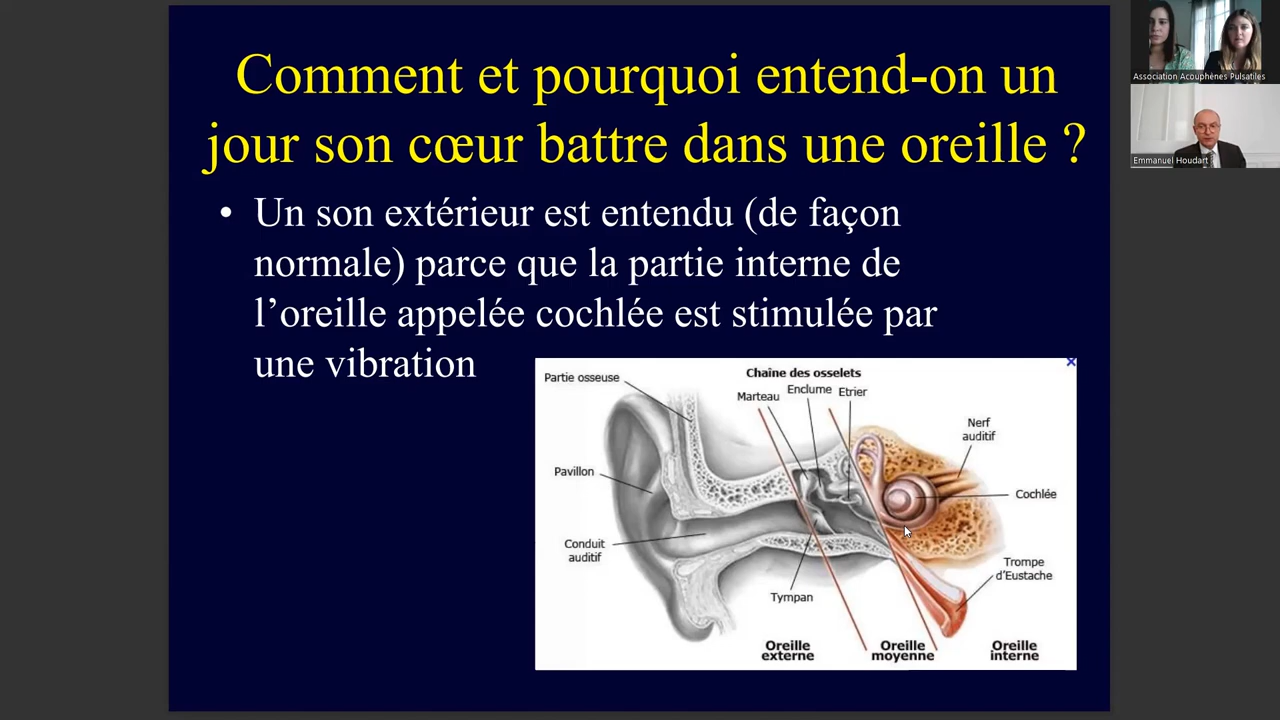 Comment et pourquoi entend-on un
jour son cœur battre dans une oreille ?
• Un son extérieur est entendu (de façon
normale) parce que la partie interne de
l’oreille appelée cochlée est stimulée par
une vibration
Partie osseuse
Chaîne des osselets
Marteau
Enclume
Etrier
Nerf
auditif
Pavillon
Cochlée
Conduit
auditif
Trompe
d'Eustache
Tympan
Oreille
externe
Oreille
moyenne
Oreille
interne
Association Acouphènes Pulsatiles
Emmanuel Houdart